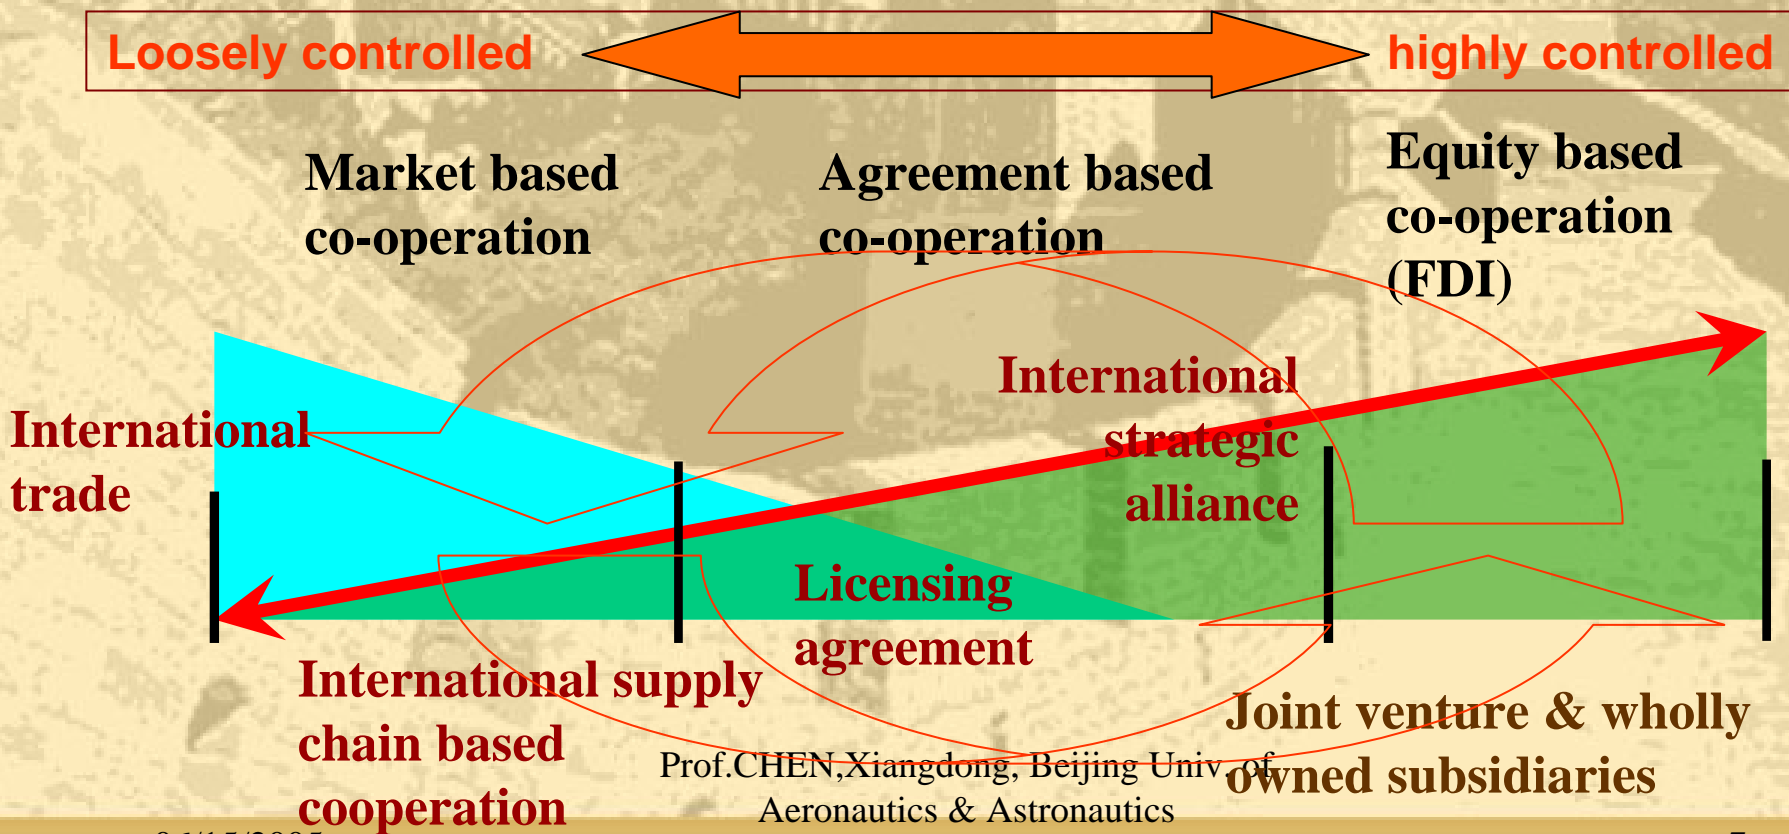 Loosely controlled
highly controlled
Market based
co-operation
Agreement based
co-operation
Equity based
co-operation
(FDI)
International
trade
International
strategic
alliance
Licensing
agreement
International supply
chain based
cooperation
Joint venture & wholly
owned subsidiaries
Prof.CHEN,Xiangdong, Beijing Univ. of
Aeronautics & Astronautics